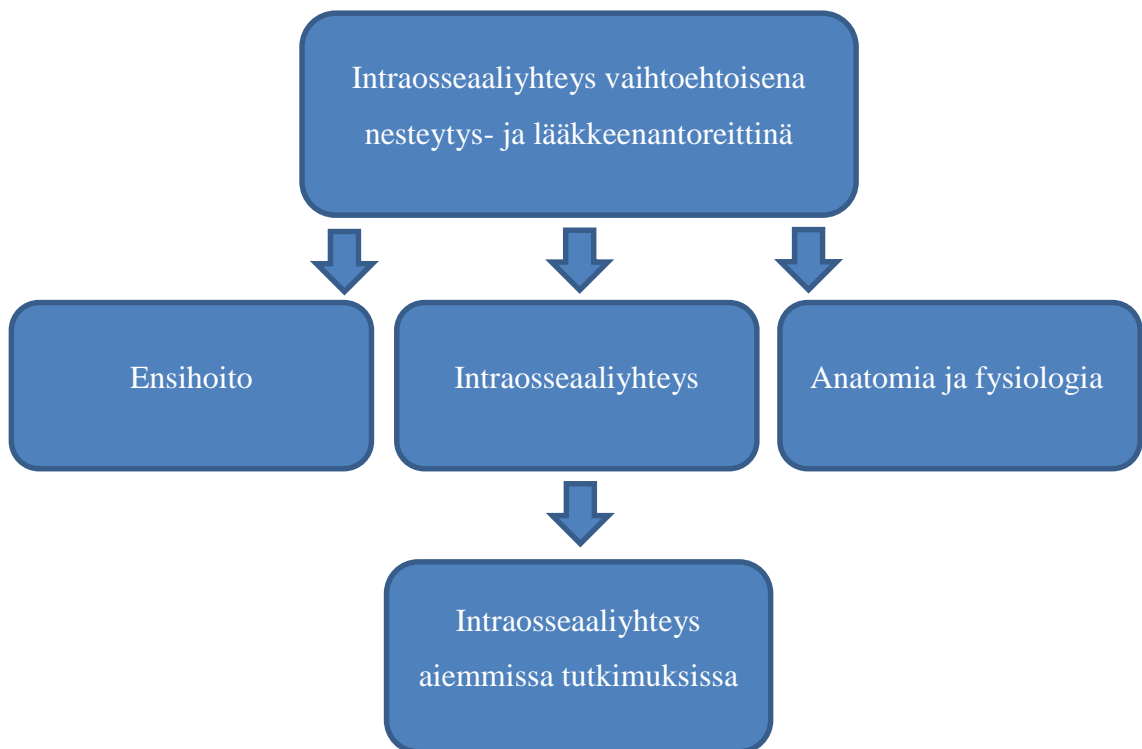 Intraosseaaliyhteys vaihtoehtoisena
nesteytys- ja lääkkeenantoreittinä
Ensihoito
Intraosseaaliyhteys
Anatomia ja fysiologia
Intraosseaaliyhteys
aiemmissa tutkimuksissa